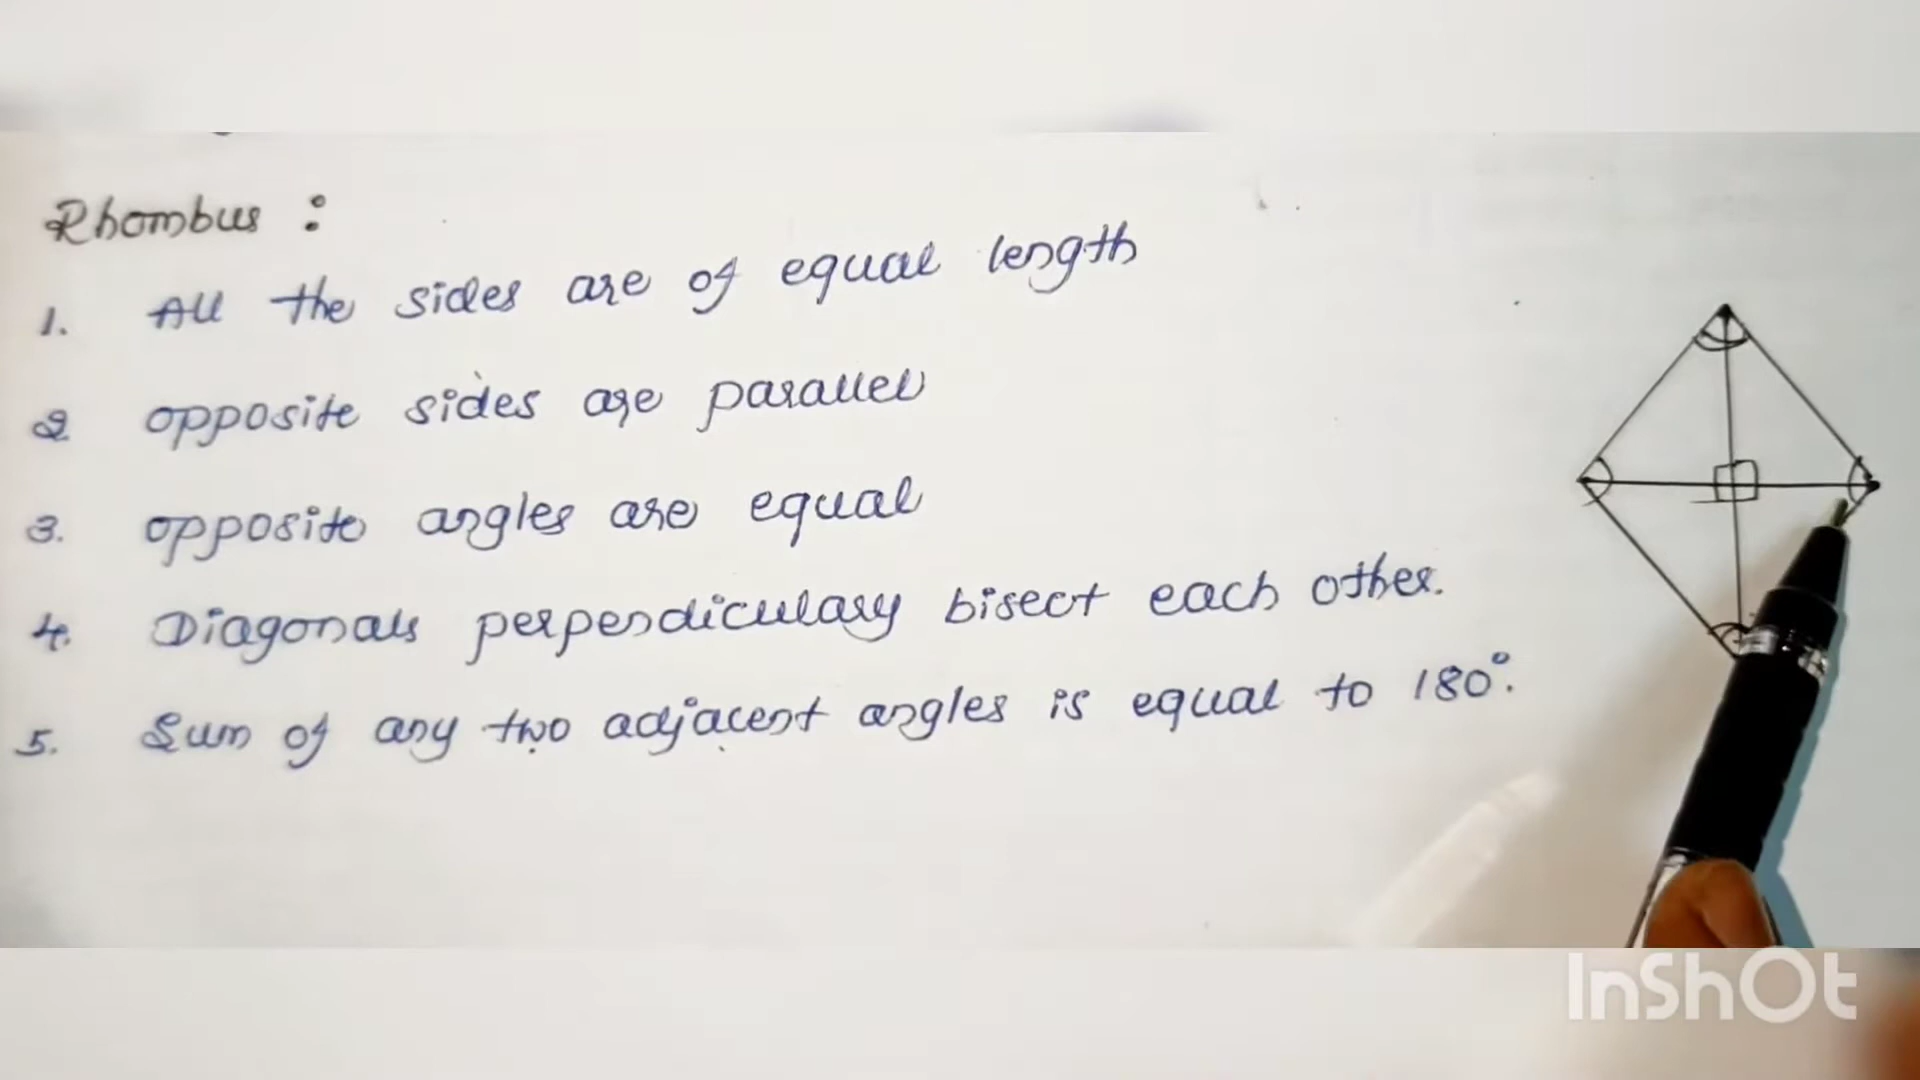 Rhombus :
1. All the sides are of equal length
2 opposite sides are parallel
3. opposite angles are equal
4. Diagonals perpendiculary bisect each other.
5. Sum of any two adjacent angles is equal to 180°.
InShOt